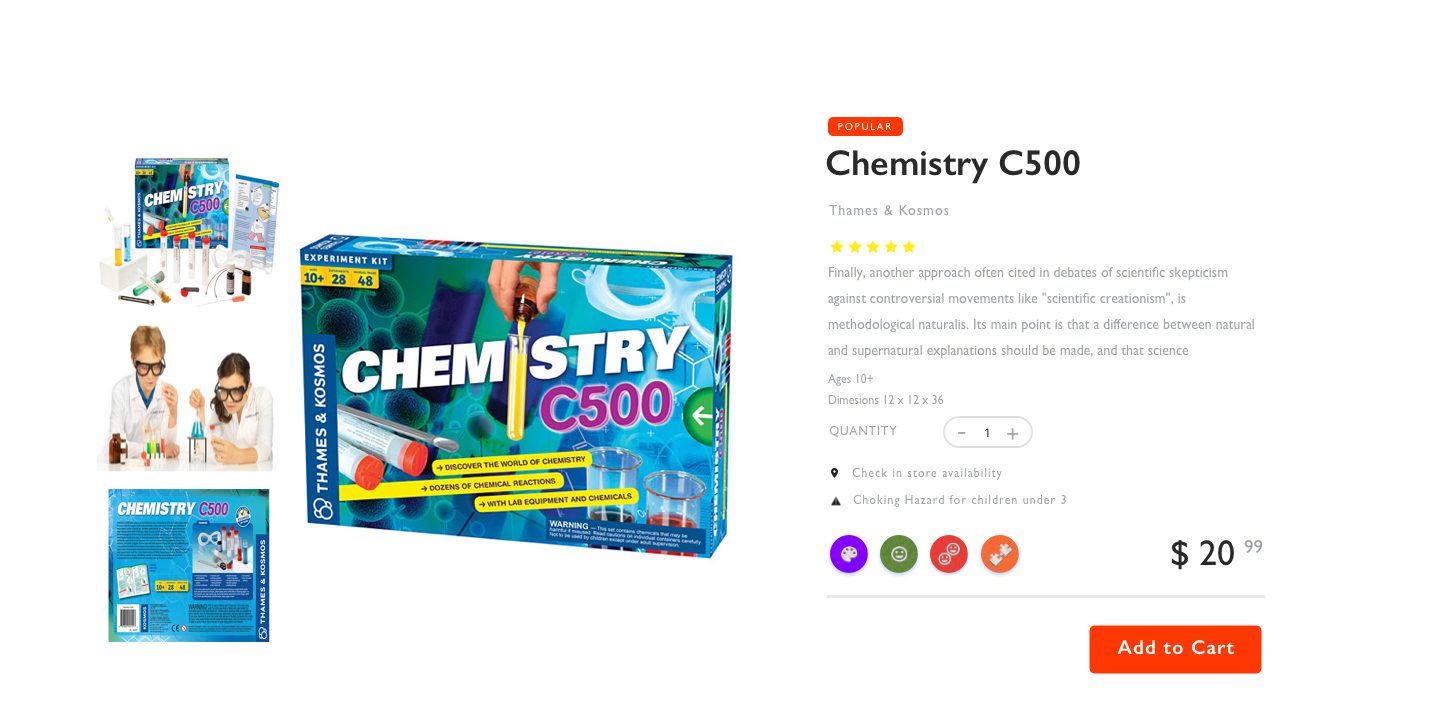 POPULAR
Chemistry C500
Thames & Kosmos
Finally, another approach often cited in debates of scientific skepticism
against controversial movements like "scientific creationism", is
methodological naturalis. Its main point is that a difference between natural
and supernatural explanations should be made, and that science
Ages 10+
Dimesions 12 x 12 x 36
QUANTITY
- 1 +
Check in store availability
Choking Hazard for children under 3
$ 20 99
Add to Cart
EXPERIMENT KIT
10+ 28 48
CHEMISTRY
C500
THAMES & KOSMOS
CHEMISTRY
C500
→ DISCOVER THE WORLD OF CHEMISTRY
→ DOZENS OF CHEMICAL REACTIONS
→ WITH LAB EQUIPMENT AND CHEMICALS
WARNING — This set contains chemicals that may be
harmful if misused. Read cautions on individual containers carefully.
Not to be used by children except under adult supervision.
EXPERIMENT KIT
CHEMISTRY
C500
THAMES & KOSMOS
CHEMISTRY C500
10+ 28 48
KOSMOS
THAMES & KOSMOS